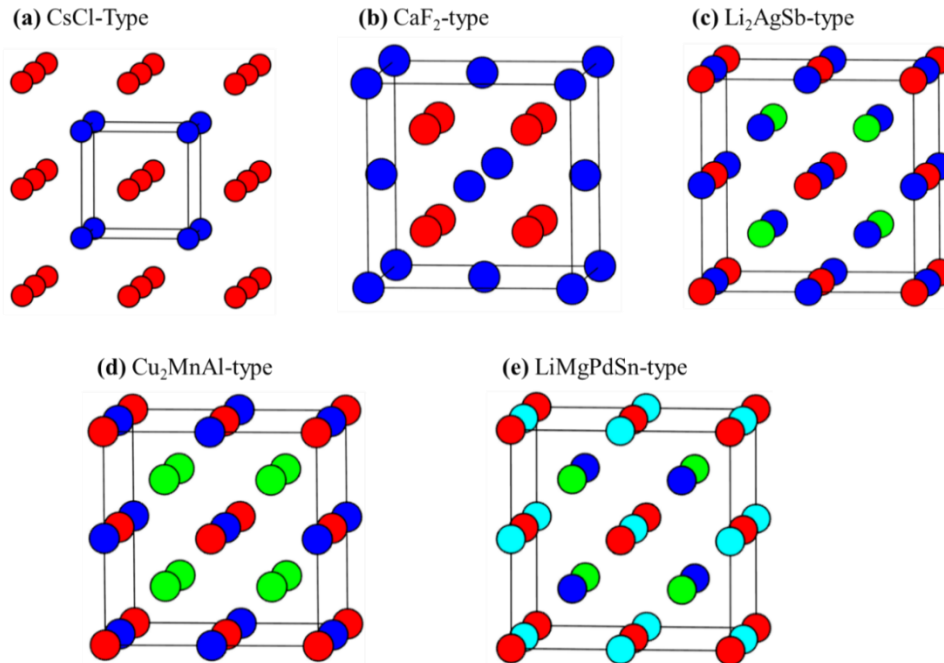 (a) CsCl-Type
(b) CaF₂-type
(c) Li₂AgSb-type
(d) Cu₂MnAl-type
(e) LiMgPdSn-type